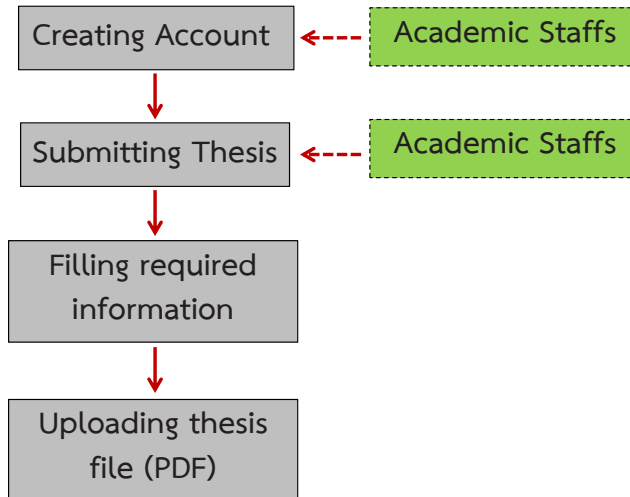 Creating Account
Academic Staffs
Submitting Thesis
Academic Staffs
Filling required
information
Uploading thesis
file (PDF)